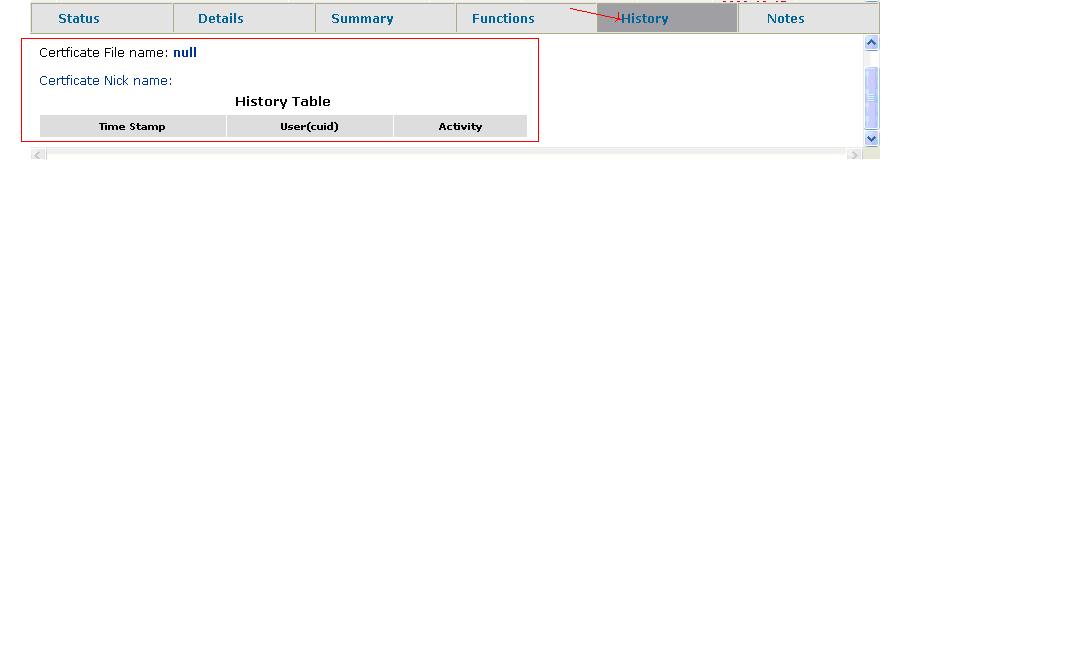 Status Details Summary Functions History Notes
Certficate File name: null
Certficate Nick name:
History Table
Time Stamp User(cuid) Activity